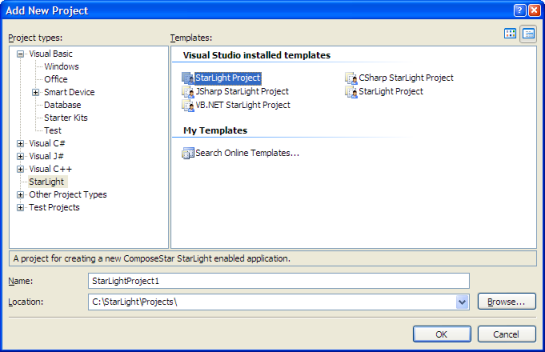 Add New Project
Project types:
Templates:
Visual Basic
Windows
Office
Smart Device
Database
Starter Kits
Test
Visual C#
Visual J#
Visual C++
StarLight
Other Project Types
Test Projects
Visual Studio installed templates
StarLight Project
CSharp StarLight Project
JSharp StarLight Project
StarLight Project
VB.NET StarLight Project
My Templates
Search Online Templates...
A project for creating a new ComposeStar StarLight enabled application.
Name:
StarLightProject1
Location:
C:\StarLight\Projects\
Browse...
OK
Cancel